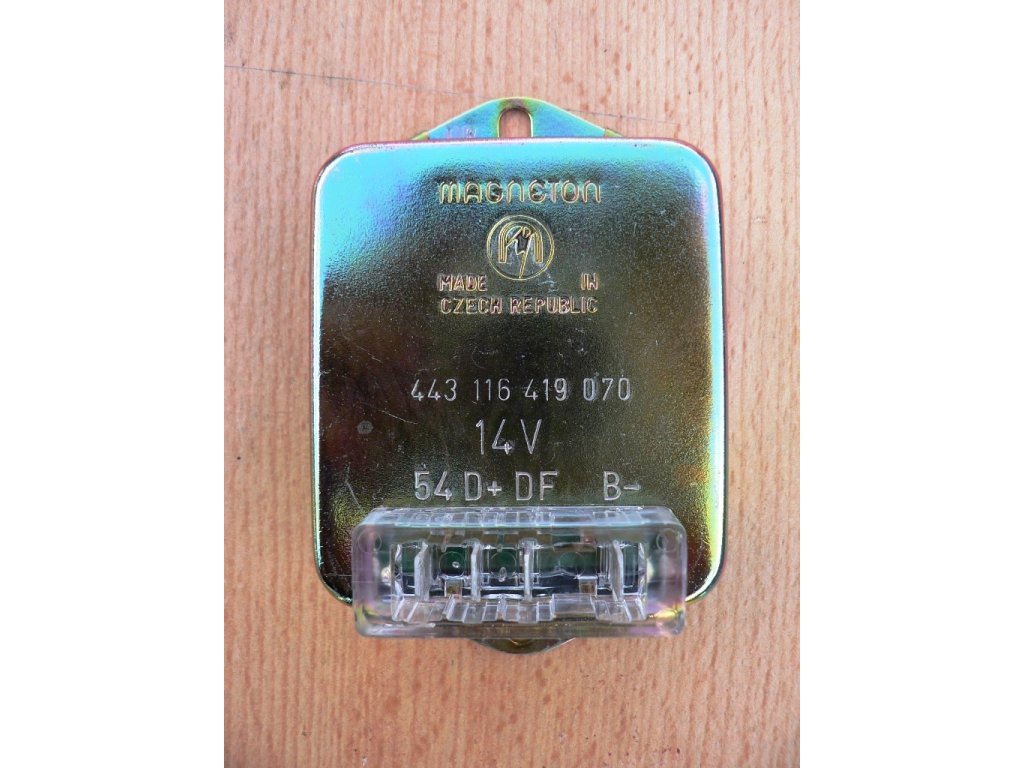 MAGNETON
MADE IN
CZECH REPUBLIC
443 116 419 070
14V
54 D+ DF B-